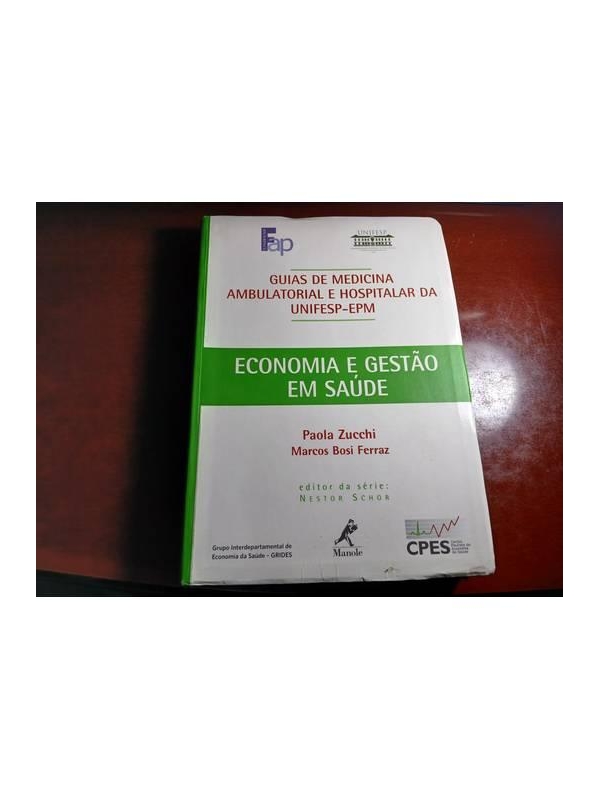 Fap
UNIFESP
GUIAS DE MEDICINA
AMBULATORIAL E HOSPITALAR DA
UNIFESP-EPM
ECONOMIA E GESTÃO
EM SAÚDE
Paola Zucchi
Marcos Bosi Ferraz
editor da série:
NESTOR SCHOR
Grupo Interdepartamental de
Economia da Saúde - GRIDES
Manole
CPES